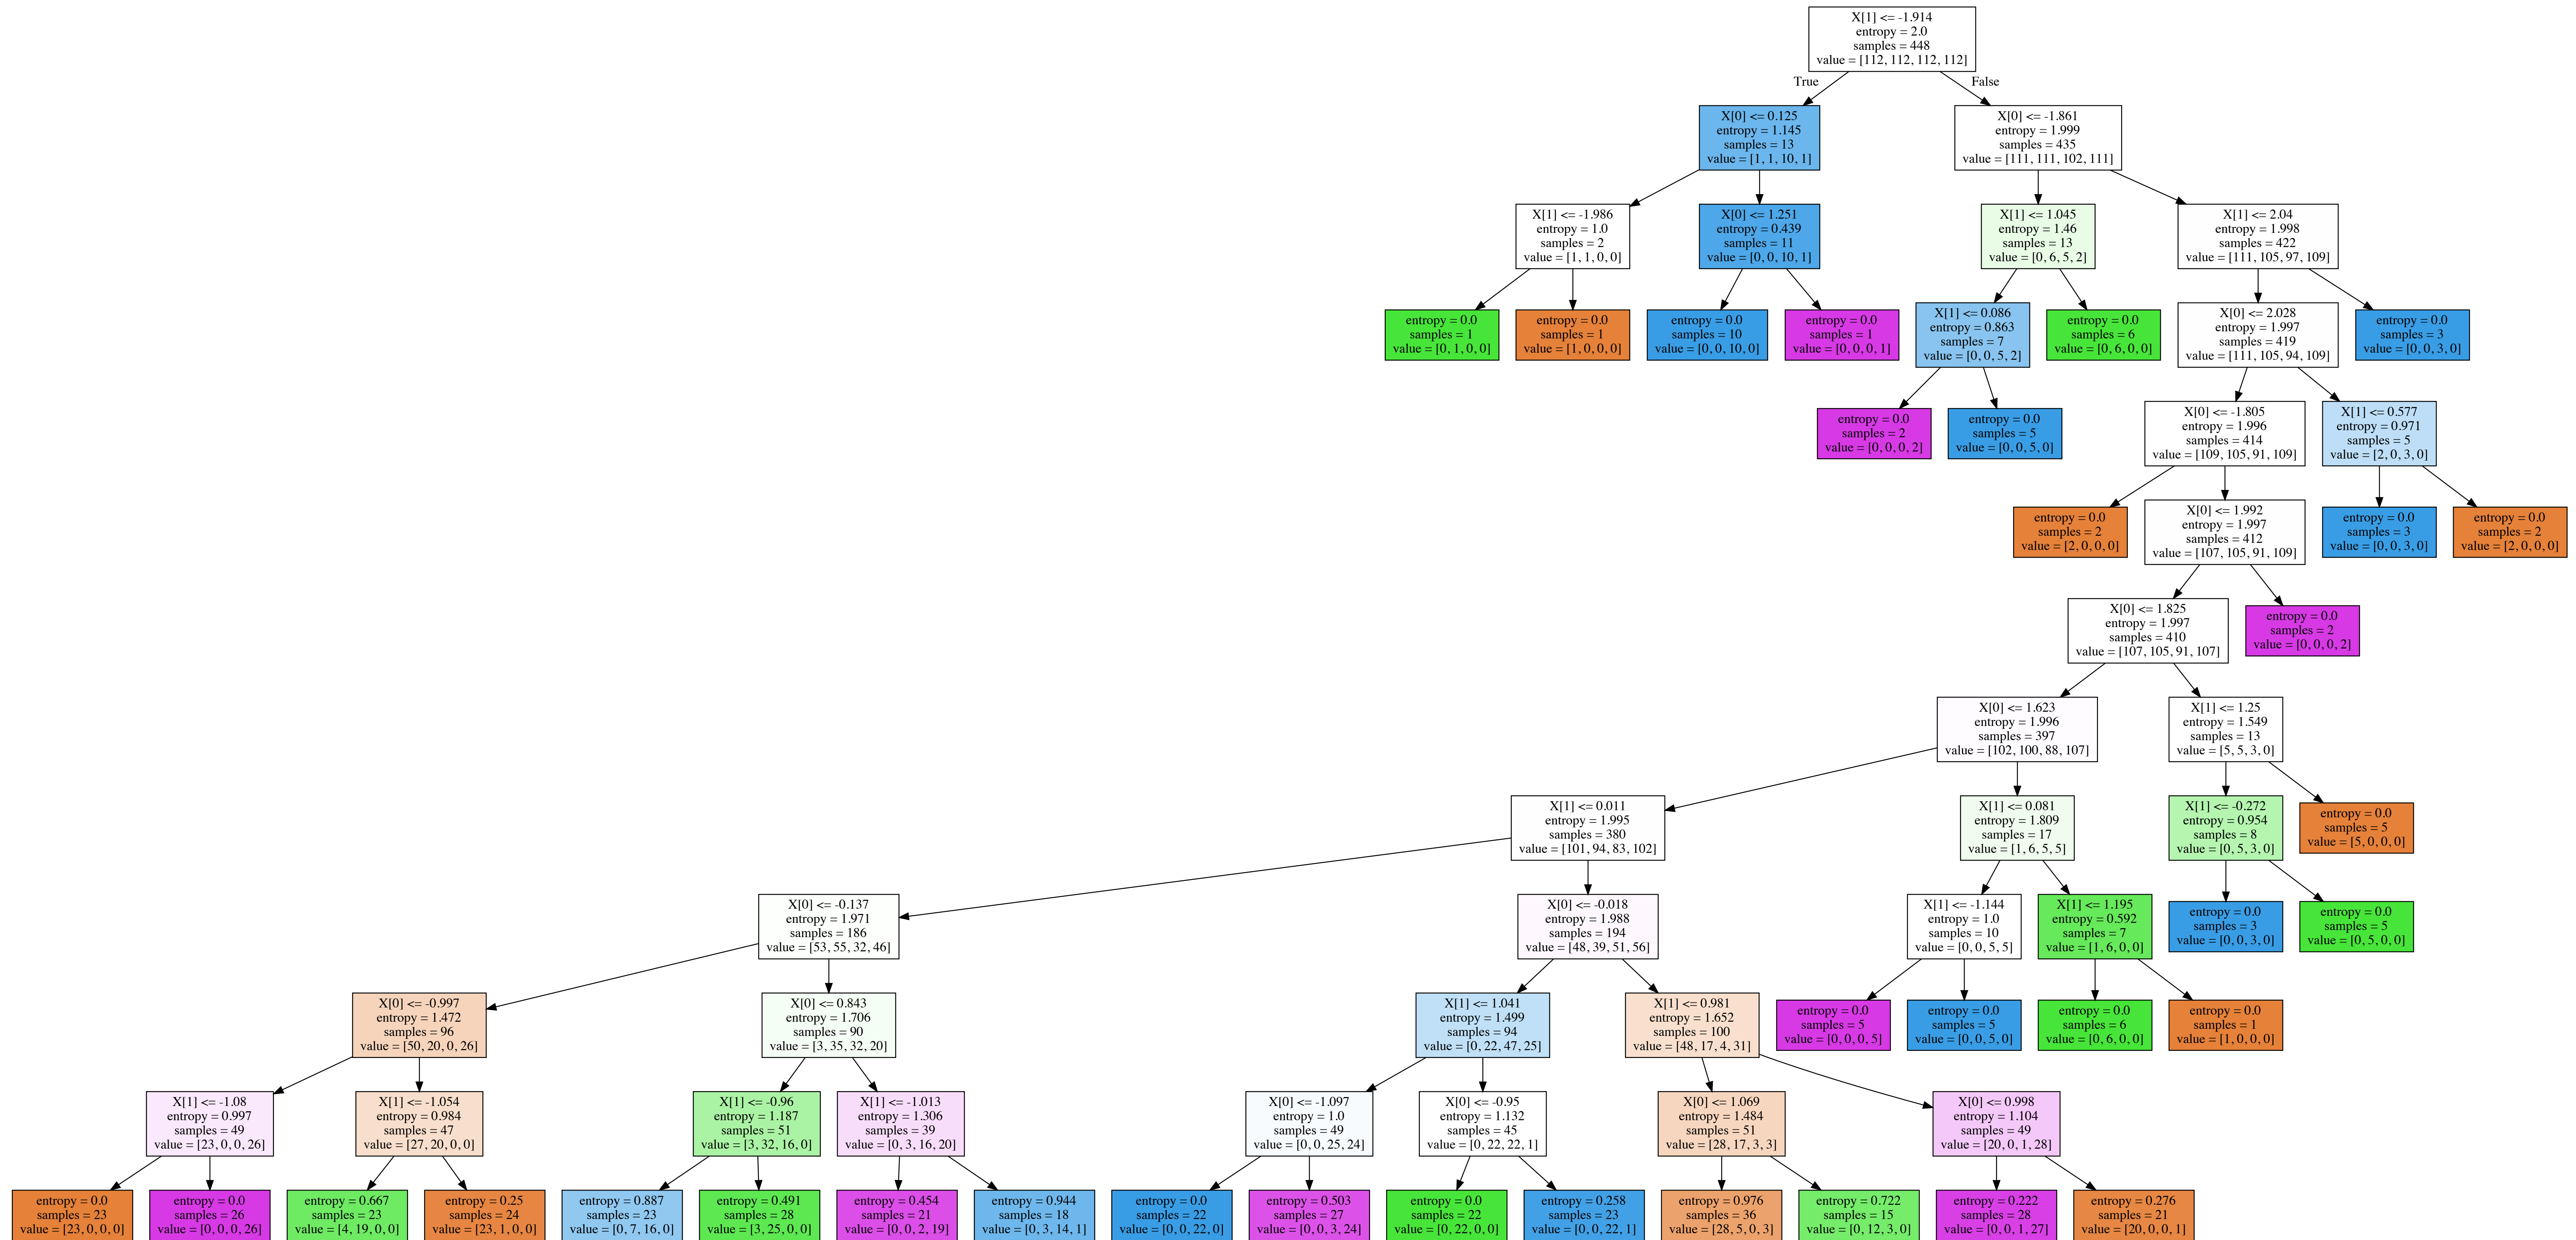 X[1] <= -1.914
entropy = 2.0
samples = 448
value = [112, 112, 112, 112]
True
False
X[0] <= 0.125
entropy = 1.145
samples = 13
value = [1, 1, 10, 1]
X[0] <= -1.861
entropy = 1.999
samples = 435
value = [111, 111, 102, 111]
X[1] <= -1.986
entropy = 1.0
samples = 2
value = [1, 1, 0, 0]
X[0] <= 1.251
entropy = 0.439
samples = 11
value = [0, 0, 10, 1]
X[1] <= 1.045
entropy = 1.46
samples = 13
value = [0, 6, 5, 2]
X[1] <= 2.04
entropy = 1.998
samples = 422
value = [111, 105, 97, 109]
entropy = 0.0
samples = 1
value = [0, 1, 0, 0]
entropy = 0.0
samples = 1
value = [1, 0, 0, 0]
entropy = 0.0
samples = 10
value = [0, 0, 10, 0]
entropy = 0.0
samples = 1
value = [0, 0, 0, 1]
X[1] <= 0.086
entropy = 0.863
samples = 7
value = [0, 0, 5, 2]
entropy = 0.0
samples = 6
value = [0, 6, 0, 0]
X[0] <= 2.028
entropy = 1.997
samples = 419
value = [111, 105, 94, 109]
entropy = 0.0
samples = 3
value = [0, 0, 3, 0]
entropy = 0.0
samples = 2
value = [0, 0, 0, 2]
entropy = 0.0
samples = 5
value = [0, 0, 5, 0]
X[0] <= -1.805
entropy = 1.996
samples = 414
value = [109, 105, 91, 109]
X[1] <= 0.577
entropy = 0.971
samples = 5
value = [2, 0, 3, 0]
entropy = 0.0
samples = 2
value = [2, 0, 0, 0]
X[0] <= 1.992
entropy = 1.997
samples = 412
value = [107, 105, 91, 109]
entropy = 0.0
samples = 3
value = [0, 0, 3, 0]
entropy = 0.0
samples = 2
value = [2, 0, 0, 0]
X[0] <= 1.825
entropy = 1.997
samples = 410
value = [107, 105, 91, 107]
entropy = 0.0
samples = 2
value = [0, 0, 0, 2]
X[0] <= 1.623
entropy = 1.996
samples = 397
value = [102, 100, 88, 107]
X[1] <= 1.25
entropy = 1.549
samples = 13
value = [5, 5, 3, 0]
X[1] <= 0.011
entropy = 1.995
samples = 380
value = [101, 94, 83, 102]
X[1] <= 0.081
entropy = 1.809
samples = 17
value = [1, 6, 5, 5]
X[1] <= -0.272
entropy = 0.954
samples = 8
value = [0, 5, 3, 0]
entropy = 0.0
samples = 5
value = [5, 0, 0, 0]
X[0] <= -0.137
entropy = 1.971
samples = 186
value = [53, 55, 32, 46]
X[0] <= -0.018
entropy = 1.988
samples = 194
value = [48, 39, 51, 56]
X[1] <= -1.144
entropy = 1.0
samples = 10
value = [0, 0, 5, 5]
X[1] <= 1.195
entropy = 0.592
samples = 7
value = [1, 6, 0, 0]
entropy = 0.0
samples = 3
value = [0, 0, 3, 0]
entropy = 0.0
samples = 5
value = [0, 5, 0, 0]
X[0] <= -0.997
entropy = 1.472
samples = 96
value = [50, 20, 0, 26]
X[0] <= 0.843
entropy = 1.706
samples = 90
value = [3, 35, 32, 20]
X[1] <= 1.041
entropy = 1.499
samples = 94
value = [0, 22, 47, 25]
X[1] <= 0.981
entropy = 1.652
samples = 100
value = [48, 17, 4, 31]
entropy = 0.0
samples = 5
value = [0, 0, 0, 5]
entropy = 0.0
samples = 5
value = [0, 0, 5, 0]
entropy = 0.0
samples = 6
value = [0, 6, 0, 0]
entropy = 0.0
samples = 1
value = [1, 0, 0, 0]
X[1] <= -1.08
entropy = 0.997
samples = 49
value = [23, 0, 0, 26]
X[1] <= -1.054
entropy = 0.984
samples = 47
value = [27, 20, 0, 0]
X[1] <= -0.96
entropy = 1.187
samples = 51
value = [3, 32, 16, 0]
X[1] <= -1.013
entropy = 1.306
samples = 39
value = [0, 3, 16, 20]
X[0] <= -1.097
entropy = 1.0
samples = 49
value = [0, 0, 25, 24]
X[0] <= -0.95
entropy = 1.132
samples = 45
value = [0, 22, 22, 1]
X[0] <= 1.069
entropy = 1.484
samples = 51
value = [28, 17, 3, 3]
X[0] <= 0.998
entropy = 1.104
samples = 49
value = [20, 0, 1, 28]
entropy = 0.0
samples = 23
value = [23, 0, 0, 0]
entropy = 0.0
samples = 26
value = [0, 0, 0, 26]
entropy = 0.667
samples = 23
value = [4, 19, 0, 0]
entropy = 0.25
samples = 24
value = [23, 1, 0, 0]
entropy = 0.887
samples = 23
value = [0, 7, 16, 0]
entropy = 0.491
samples = 28
value = [3, 25, 0, 0]
entropy = 0.454
samples = 21
value = [0, 0, 2, 19]
entropy = 0.944
samples = 18
value = [0, 3, 14, 1]
entropy = 0.0
samples = 22
value = [0, 0, 22, 0]
entropy = 0.503
samples = 27
value = [0, 0, 3, 24]
entropy = 0.0
samples = 22
value = [0, 22, 0, 0]
entropy = 0.258
samples = 23
value = [0, 0, 22, 1]
entropy = 0.976
samples = 36
value = [28, 5, 0, 3]
entropy = 0.722
samples = 15
value = [0, 12, 3, 0]
entropy = 0.222
samples = 28
value = [0, 0, 1, 27]
entropy = 0.276
samples = 21
value = [20, 0, 0, 1]